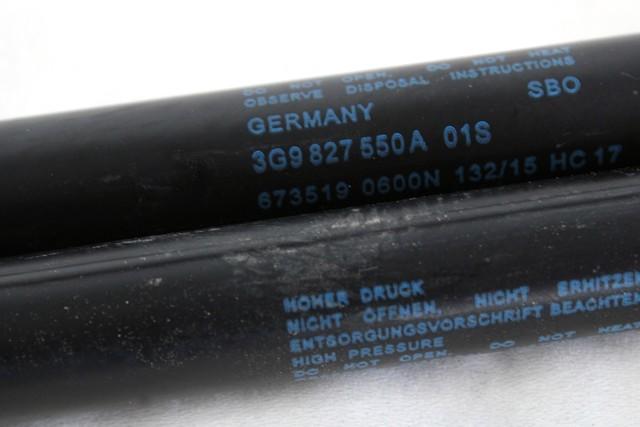 DO NOT OPEN, DO NOT HEAT
OBSERVE DISPOSAL INSTRUCTIONS
GERMANY SBO
3G9 827 550A 01S
673519 0600N 132/15 HC 17
HOHER DRUCK
NICHT ÖFFNEN, NICHT ERHITZEN
ENTSORGUNGSVORSCHRIFT BEACHTEN
HIGH PRESSURE
DO NOT OPEN, DO NOT HEAT